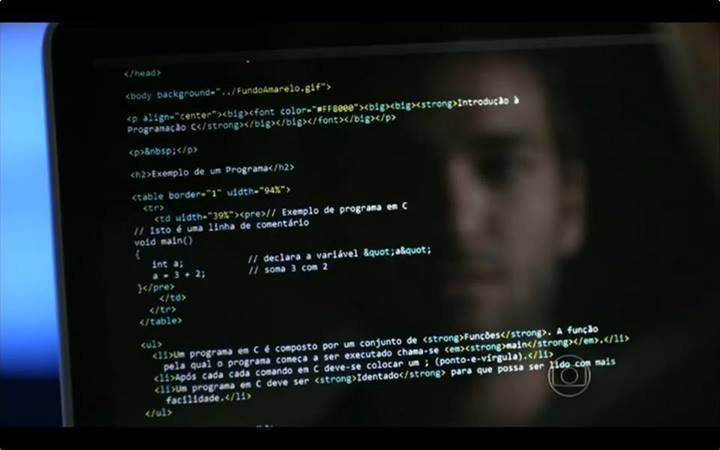 </head>
<body background="../FundoAmarelo.gif">
<p align="center"><big><font color="#FF8000"><big><big><strong>Introdução à
Programação C</strong></big></big></font></big></p>
<p>&nbsp;</p>
<h2>Exemplo de um Programa</h2>
<table border="1" width="94%">
<tr>
<td width="39%"><pre>// Exemplo de programa em C
// Isto é uma linha de comentário
void main()
{
int a; // declara a variável &quot;a&quot;
a = 3 + 2; // soma 3 com 2
}</pre>
</td>
</tr>
</table>
<ul>
<li>Um programa em C é composto por um conjunto de <strong>Funções</strong>. A função
pela qual o programa começa a ser executado chama-se <em><strong>main</strong></em>.</li>
<li>Após cada cada comando em C deve-se colocar um ; (ponto-e-vírgula).</li>
<li>Um programa em C deve ser <strong>Identado</strong> para que possa ser lido com mais
facilidade.</li>
</ul>